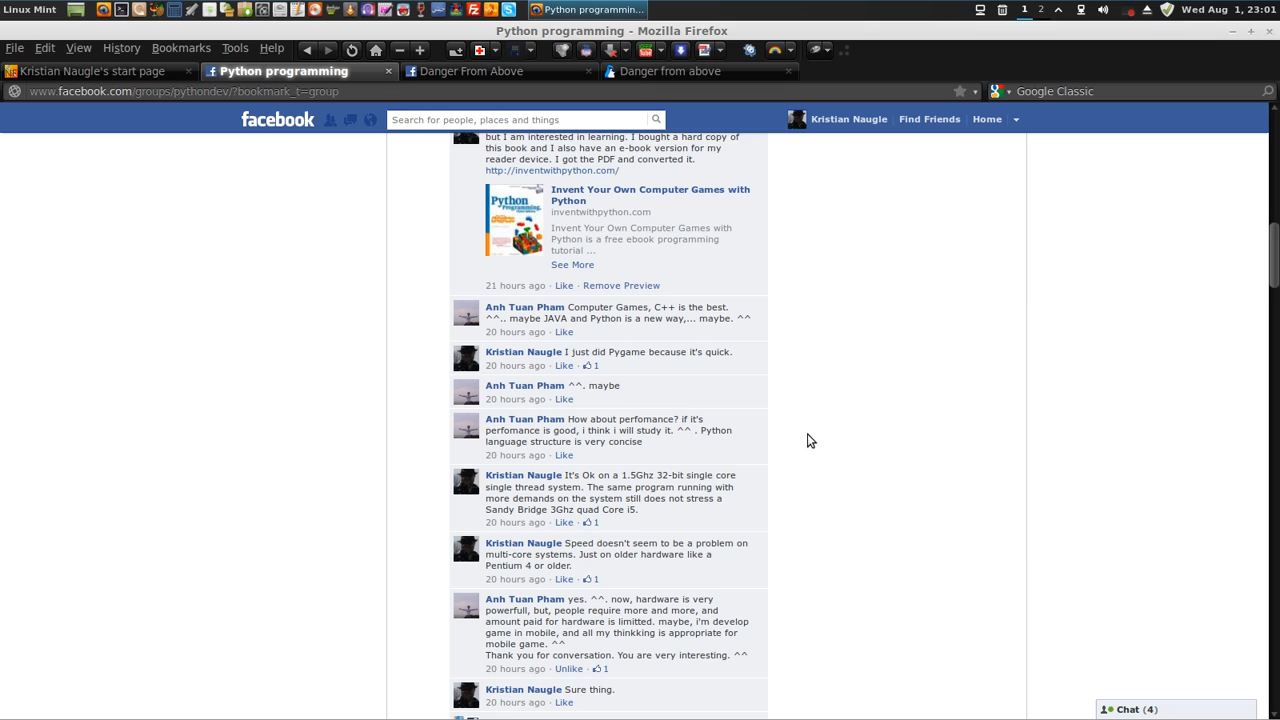 Linux Mint
Python programmin...
1 2
Wed Aug 1, 23:01
Python programming - Mozilla Firefox
File Edit View History Bookmarks Tools Help
Kristian Naugle's start page
Python programming
Danger From Above
Danger from above
www.facebook.com/groups/pythondev/?bookmark_t=group
Google Classic
facebook
Search for people, places and things
Kristian Naugle
Find Friends
Home
but I am interested in learning. I bought a hard copy of
this book and I also have an e-book version for my
reader device. I got the PDF and converted it.
http://inventwithpython.com/
Invent Your Own Computer Games with
Python
inventwithpython.com
Invent Your Own Computer Games with
Python is a free ebook programming
tutorial ...
See More
21 hours ago · Like · Remove Preview
Anh Tuan Pham Computer Games, C++ is the best.
^^.. maybe JAVA and Python is a new way,... maybe. ^^
20 hours ago · Like
Kristian Naugle I just did Pygame because it's quick.
20 hours ago · Like · 1
Anh Tuan Pham ^^. maybe
20 hours ago · Like
Anh Tuan Pham How about perfomance? if it's
perfomance is good, i think i will study it. ^^ . Python
language structure is very concise
20 hours ago · Like
Kristian Naugle It's Ok on a 1.5Ghz 32-bit single core
single thread system. The same program running with
more demands on the system still does not stress a
Sandy Bridge 3Ghz quad Core i5.
20 hours ago · Like · 1
Kristian Naugle Speed doesn't seem to be a problem on
multi-core systems. Just on older hardware like a
Pentium 4 or older.
20 hours ago · Like · 1
Anh Tuan Pham yes. ^^. now, hardware is very
powerfull, but, people require more and more, and
amount paid for hardware is limitted. maybe, i'm develop
game in mobile, and all my thinkking is appropriate for
mobile game. ^^
Thank you for conversation. You are very interesting. ^^
20 hours ago · Unlike · 1
Kristian Naugle Sure thing.
20 hours ago · Like
Chat (4)